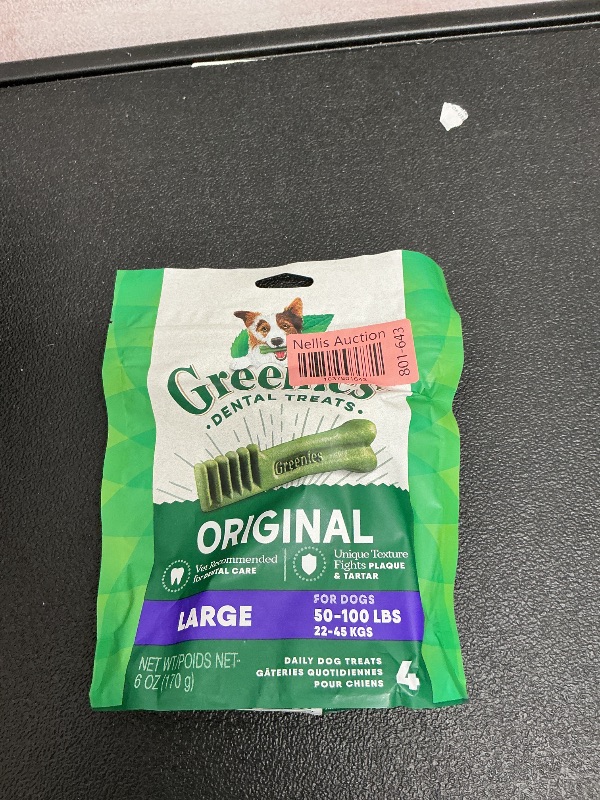 Nellis Auction
801-643
Greenies
·DENTAL TREATS·
Greenies
ORIGINAL
Vet Recommended
for DENTAL CARE
Unique Texture
Fights PLAQUE
& TARTAR
LARGE
FOR DOGS
50-100 LBS
22-45 KGS
NET WT/POIDS NET-
6 OZ (170 g)
DAILY DOG TREATS
GÂTERIES QUOTIDIENNES
POUR CHIENS
4